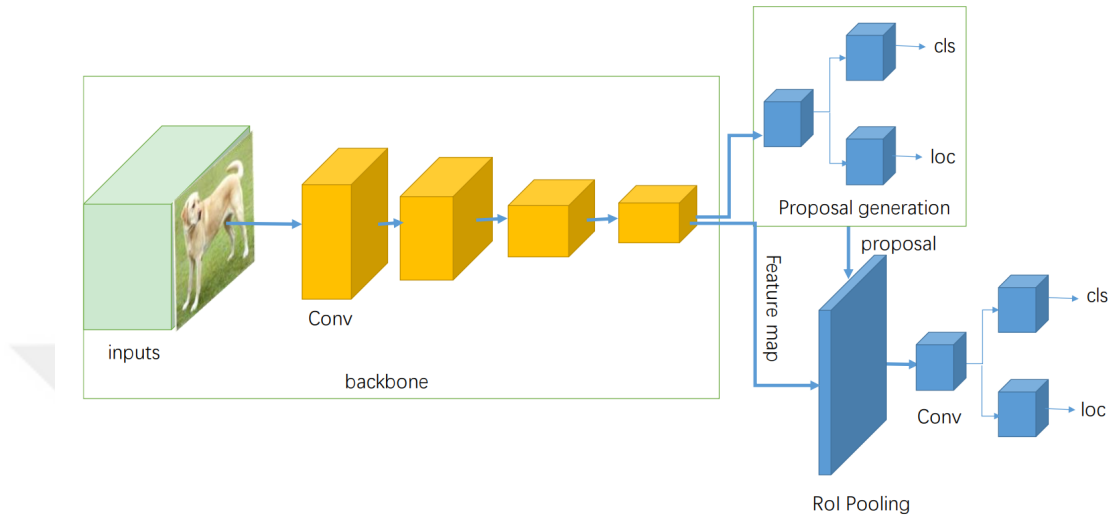 cls
loc
Proposal generation
proposal
Feature map
Conv
inputs
backbone
cls
Conv
loc
RoI Pooling